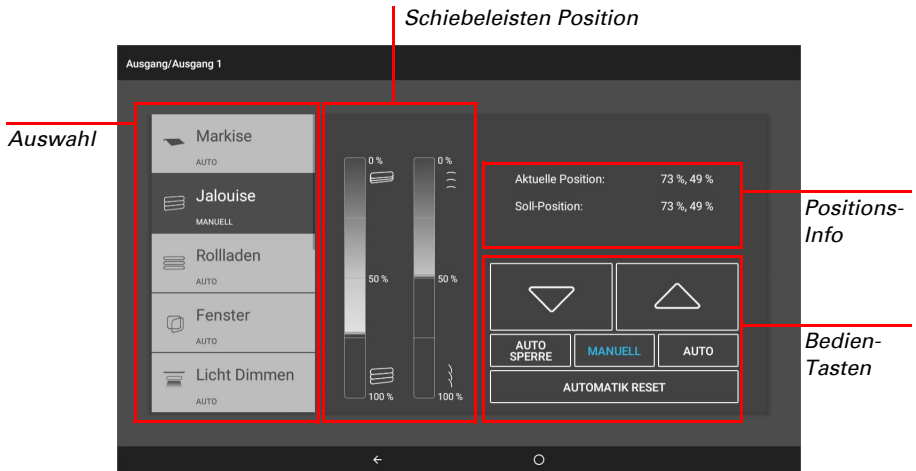 Schiebeleisten Position
Ausgang/Ausgang 1
Auswahl
Markise
AUTO
Jalouise
MANUELL
Rollladen
AUTO
Fenster
AUTO
Licht Dimmen
AUTO
0 %
0 %
50 %
50 %
100 %
100 %
Aktuelle Position: 73 %, 49 %
Soll-Position: 73 %, 49 %
Positions-
Info
AUTO
SPERRE
MANUELL
AUTO
AUTOMATIK RESET
Bedien-
Tasten